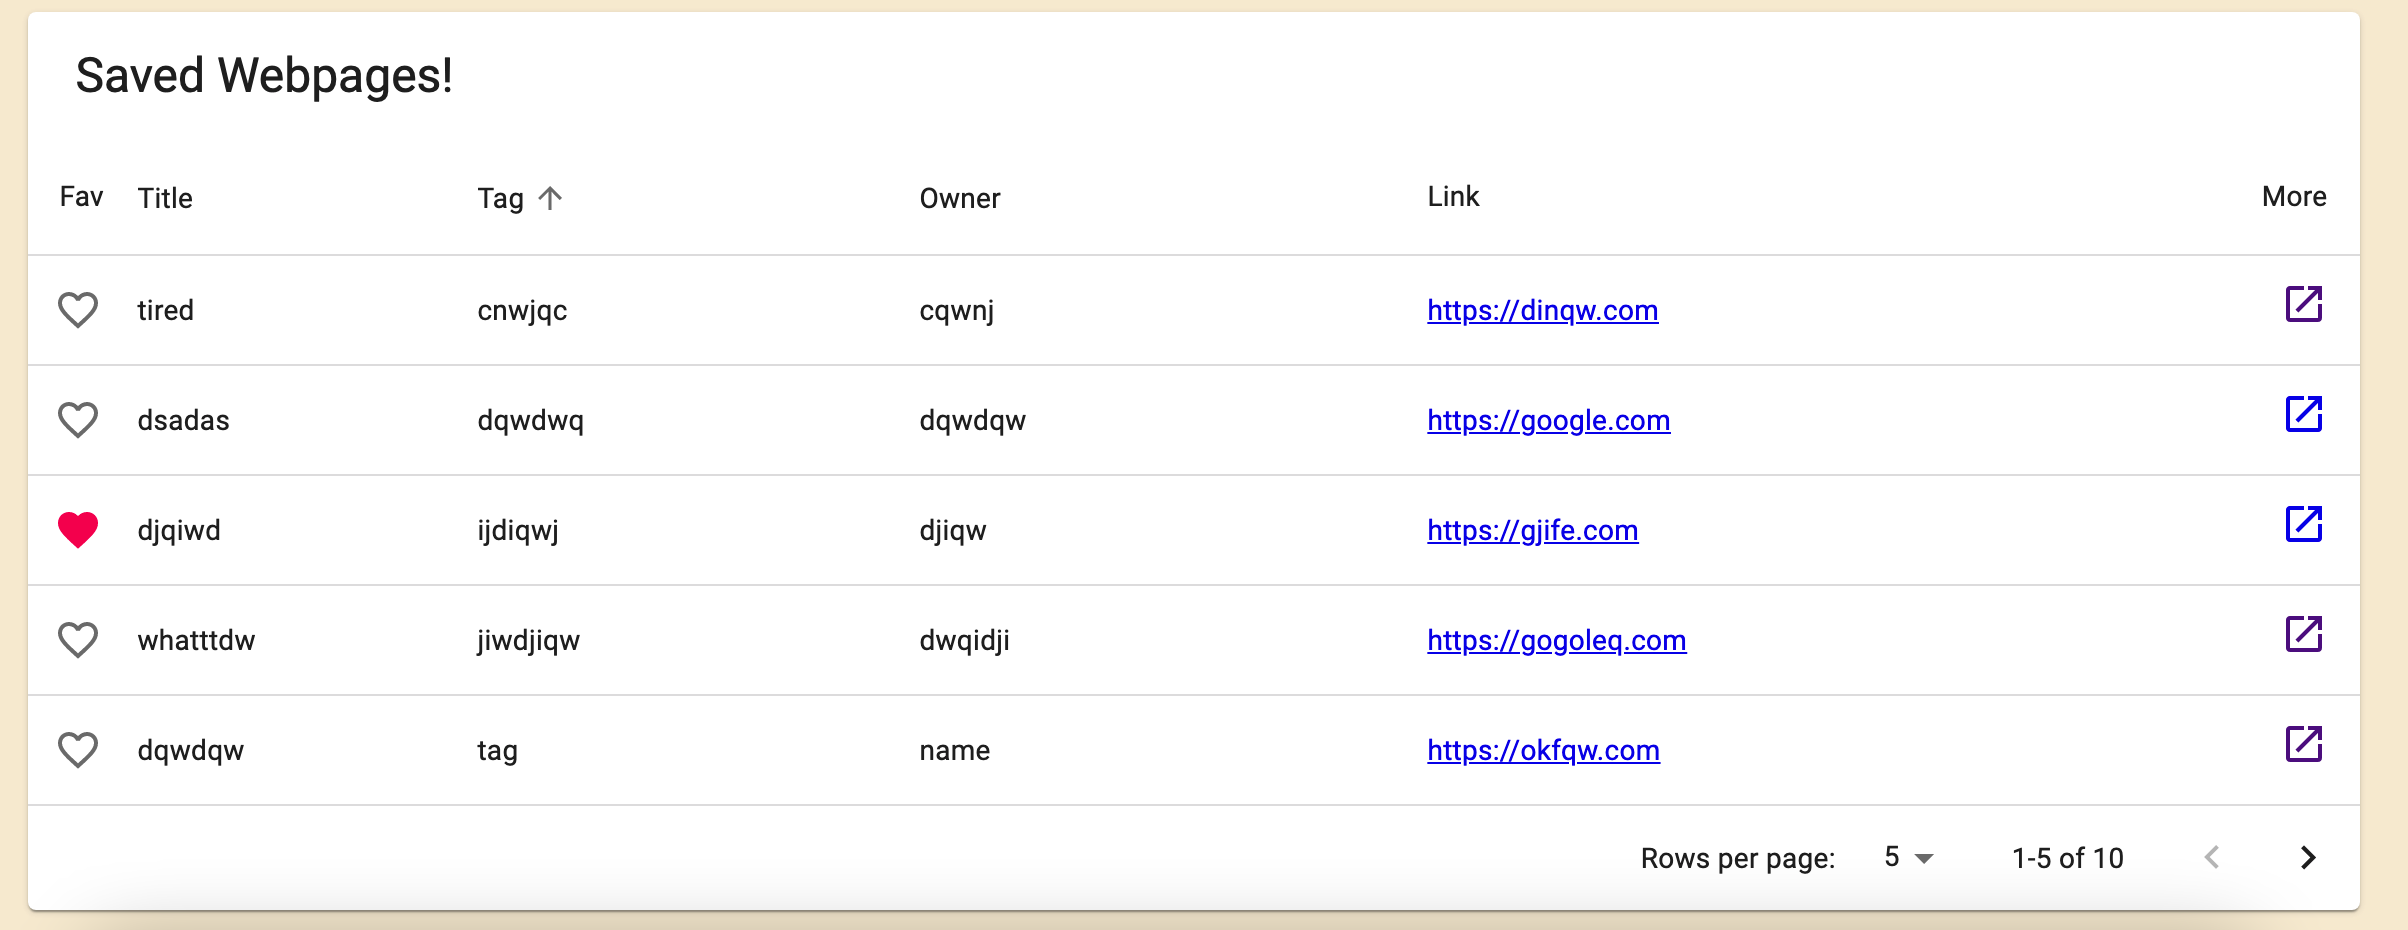 Saved Webpages!
Fav Title Tag Owner Link More
tired cnwjqc cqwnj https://dinqw.com
dsadas dqwdwq dqwdqw https://google.com
djqiwd ijdiqwj djiqw https://gjife.com
whatttdw jiwdjiqw dwqidji https://gogoleq.com
dqwdqw tag name https://okfqw.com
Rows per page: 5 1-5 of 10